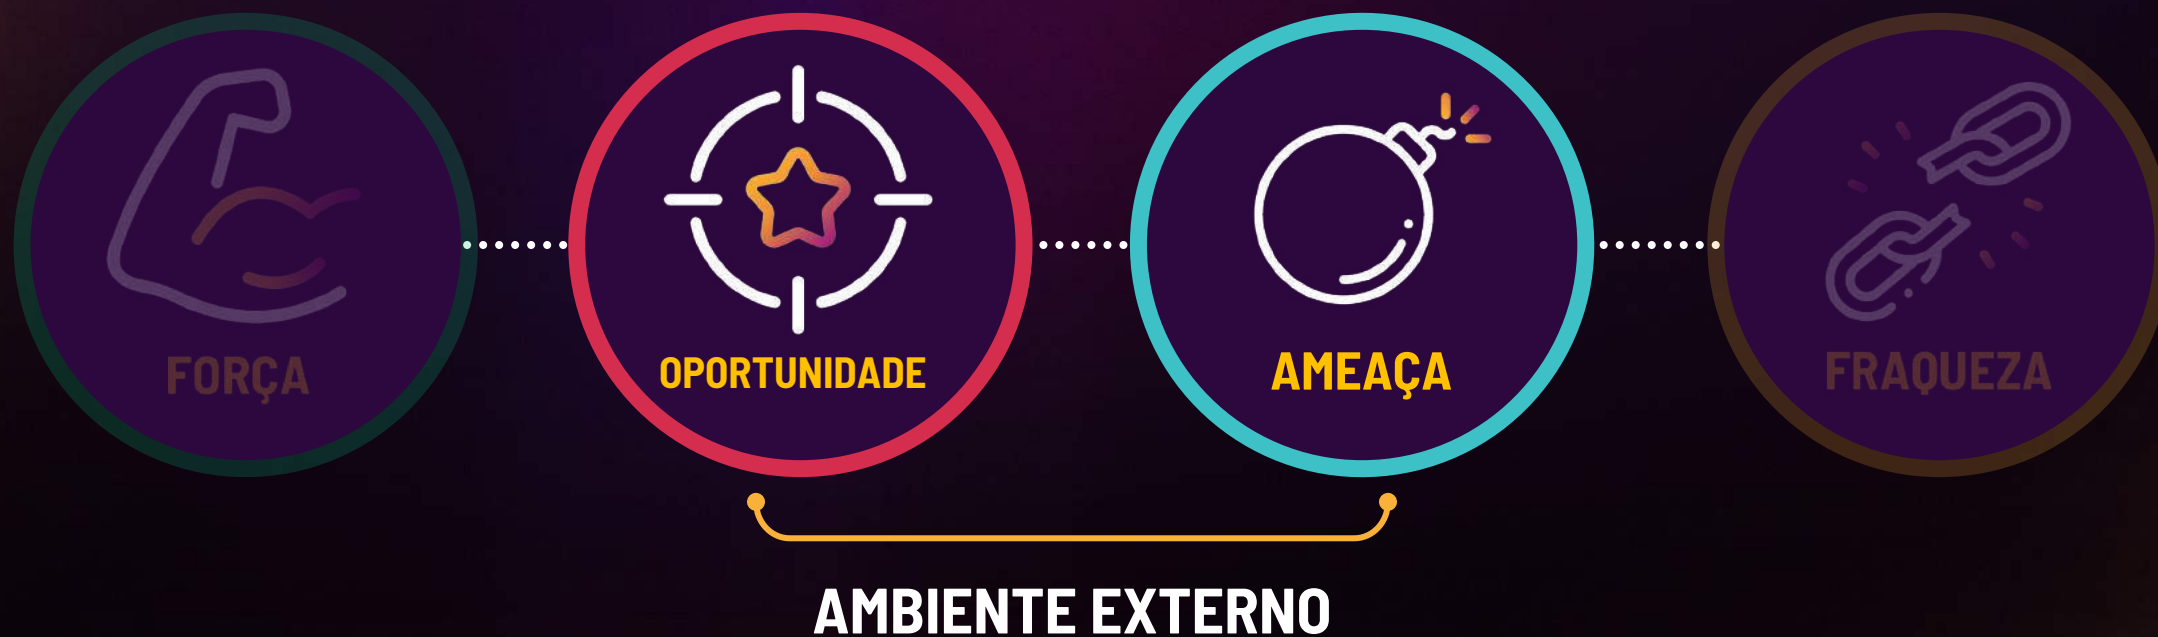 FORÇA
OPORTUNIDADE
AMEAÇA
FRAQUEZA
AMBIENTE EXTERNO